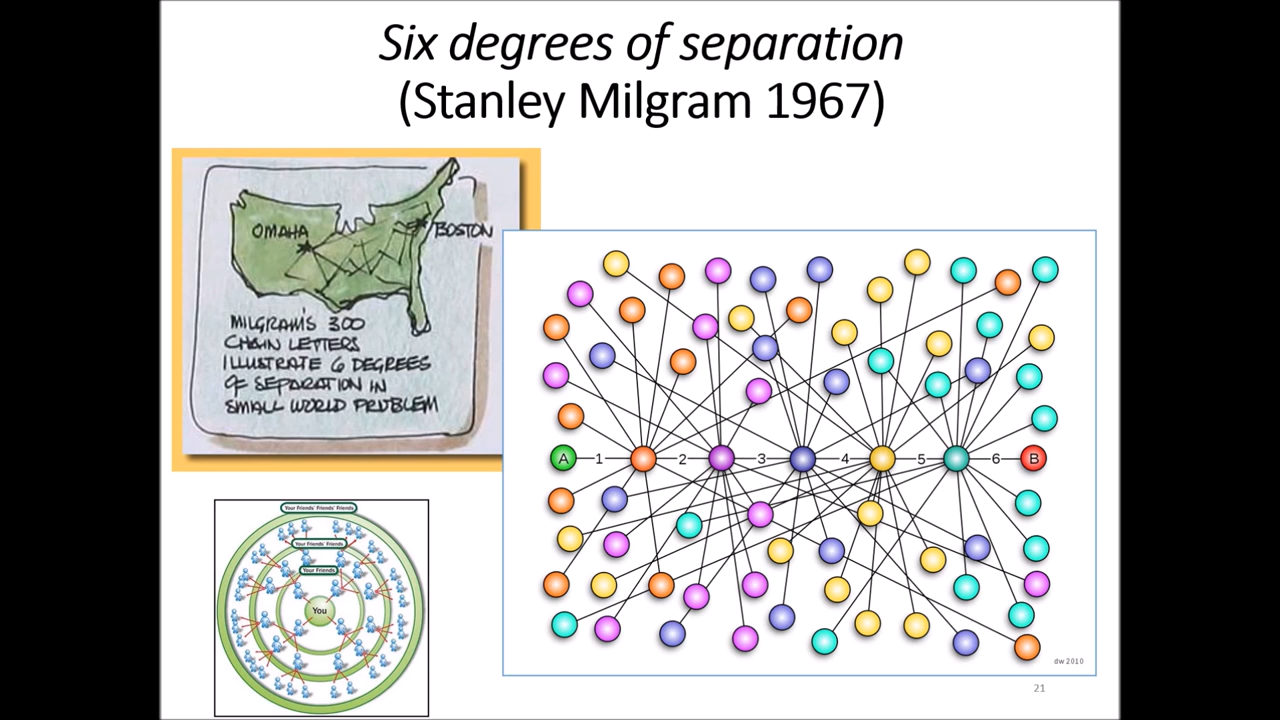 Six degrees of separation
(Stanley Milgram 1967)
OMAHA
BOSTON
MILGRAM'S 300
CHAIN LETTERS
ILLUSTRATE 6 DEGREES
OF SEPARATION IN
SMALL WORLD PROBLEM
A 1 2 3 4 5 6 B
dw 2010
Your Friends' Friends' Friends
Your Friends' Friends
Your Friends
You
21